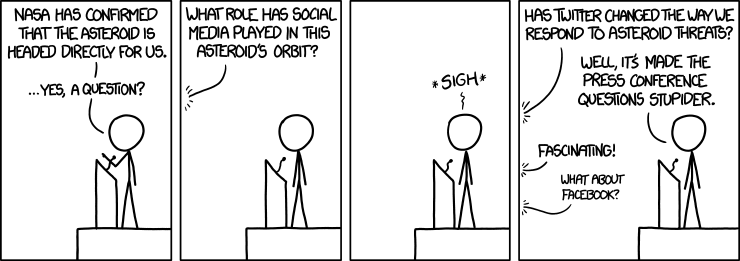 NASA HAS CONFIRMED
THAT THE ASTEROID IS
HEADED DIRECTLY FOR US.
...YES, A QUESTION?
WHAT ROLE HAS SOCIAL
MEDIA PLAYED IN THIS
ASTEROID'S ORBIT?
*SIGH*
HAS TWITTER CHANGED THE WAY WE
RESPOND TO ASTEROID THREATS?
WELL, IT'S MADE THE
PRESS CONFERENCE
QUESTIONS STUPIDER.
FASCINATING!
WHAT ABOUT
FACEBOOK?